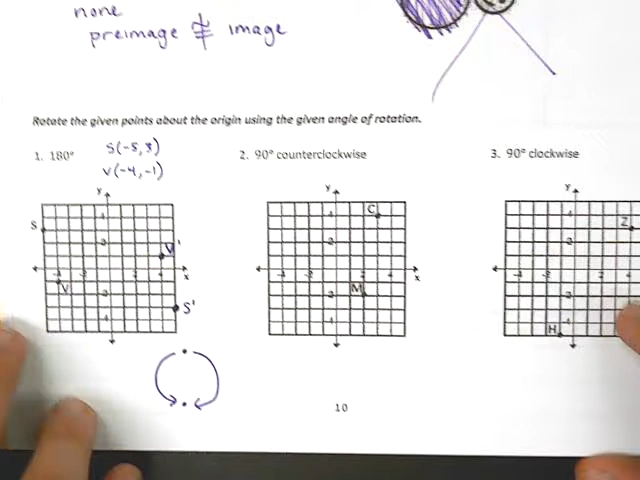 none
preimage ≇ image
Rotate the given points about the origin using the given angle of rotation.
1. 180°
S(-5, 3)
V(-4, -1)
2. 90° counterclockwise
3. 90° clockwise
y
S
V'
x
V
S'
y
C
x
M
y
Z
H
10